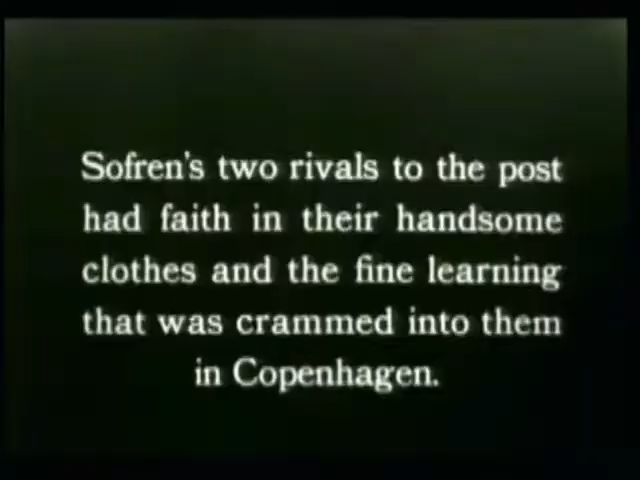 Sofren's two rivals to the post
had faith in their handsome
clothes and the fine learning
that was crammed into them
in Copenhagen.